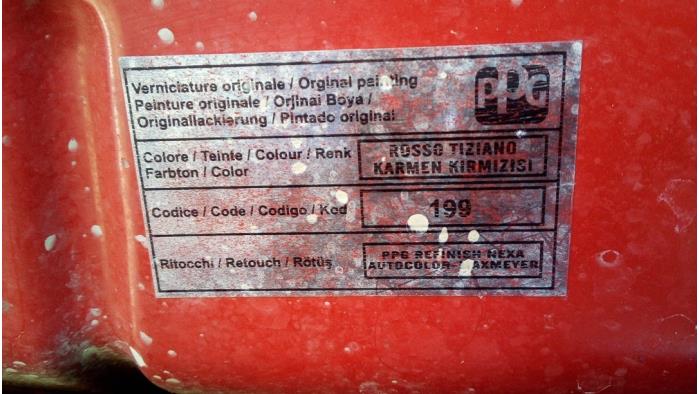 Verniciature originale / Orginal painting
Peinture originale / Orjinai Boya /
Originallackierung / Pintado original
PPG
Colore / Teinte / Colour / Renk
Farbton / Color
ROSSO TIZIANO
KARMEN KIRMIZISI
Codice / Code / Codigo / Kod
199
Ritocchi / Retouch / Rötüş
PPG REFINISH NEXA
AUTOCOLOR-MAXMEYER